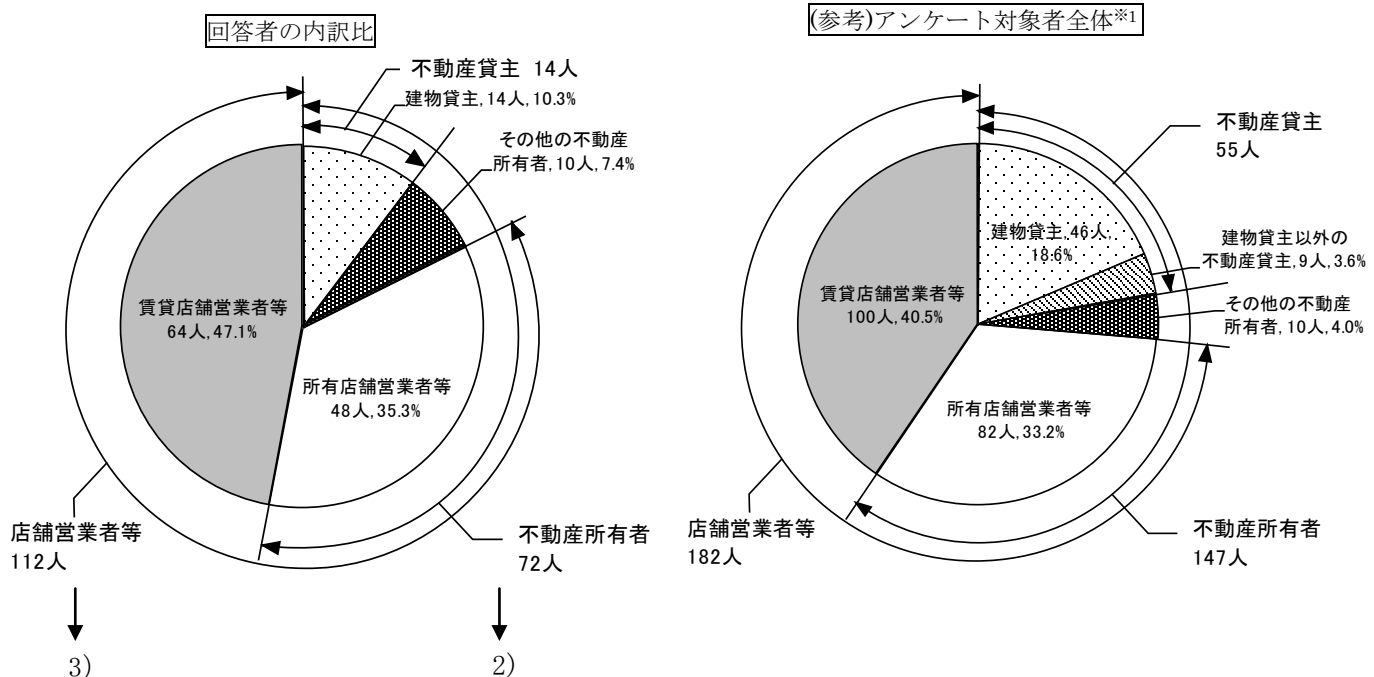 回答者の内訳比
不動産貸主 14人
建物貸主,14人,10.3%
その他の不動産
所有者,10人,7.4%
賃貸店舗営業者等
64人,47.1%
所有店舗営業者等
48人,35.3%
店舗営業者等
112人
不動産所有者
72人
3)
2)
(参考)アンケート対象者全体※1
不動産貸主
55人
建物貸主,46人,
18.6%
建物貸主以外の
不動産貸主,9人,3.6%
その他の不動産
所有者,10人,4.0%
賃貸店舗営業者等
100人,40.5%
所有店舗営業者等
82人,33.2%
店舗営業者等
182人
不動産所有者
147人